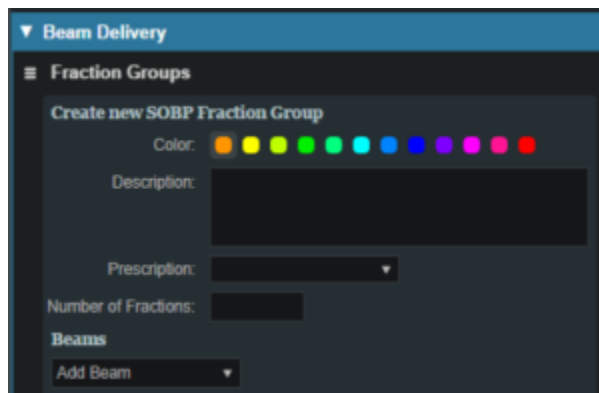 Beam Delivery
Fraction Groups
Create new SOBP Fraction Group
Color:
Description:
Prescription:
Number of Fractions:
Beams
Add Beam